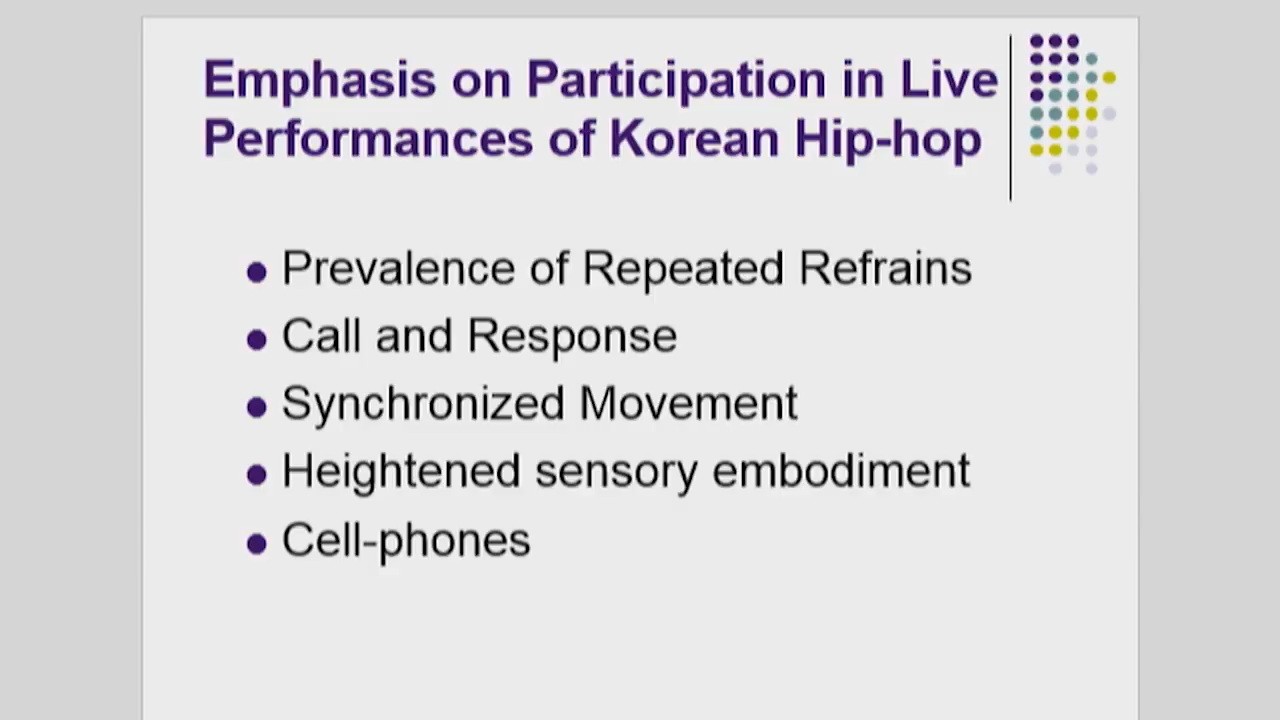 Emphasis on Participation in Live
Performances of Korean Hip-hop
Prevalence of Repeated Refrains
Call and Response
Synchronized Movement
Heightened sensory embodiment
Cell-phones